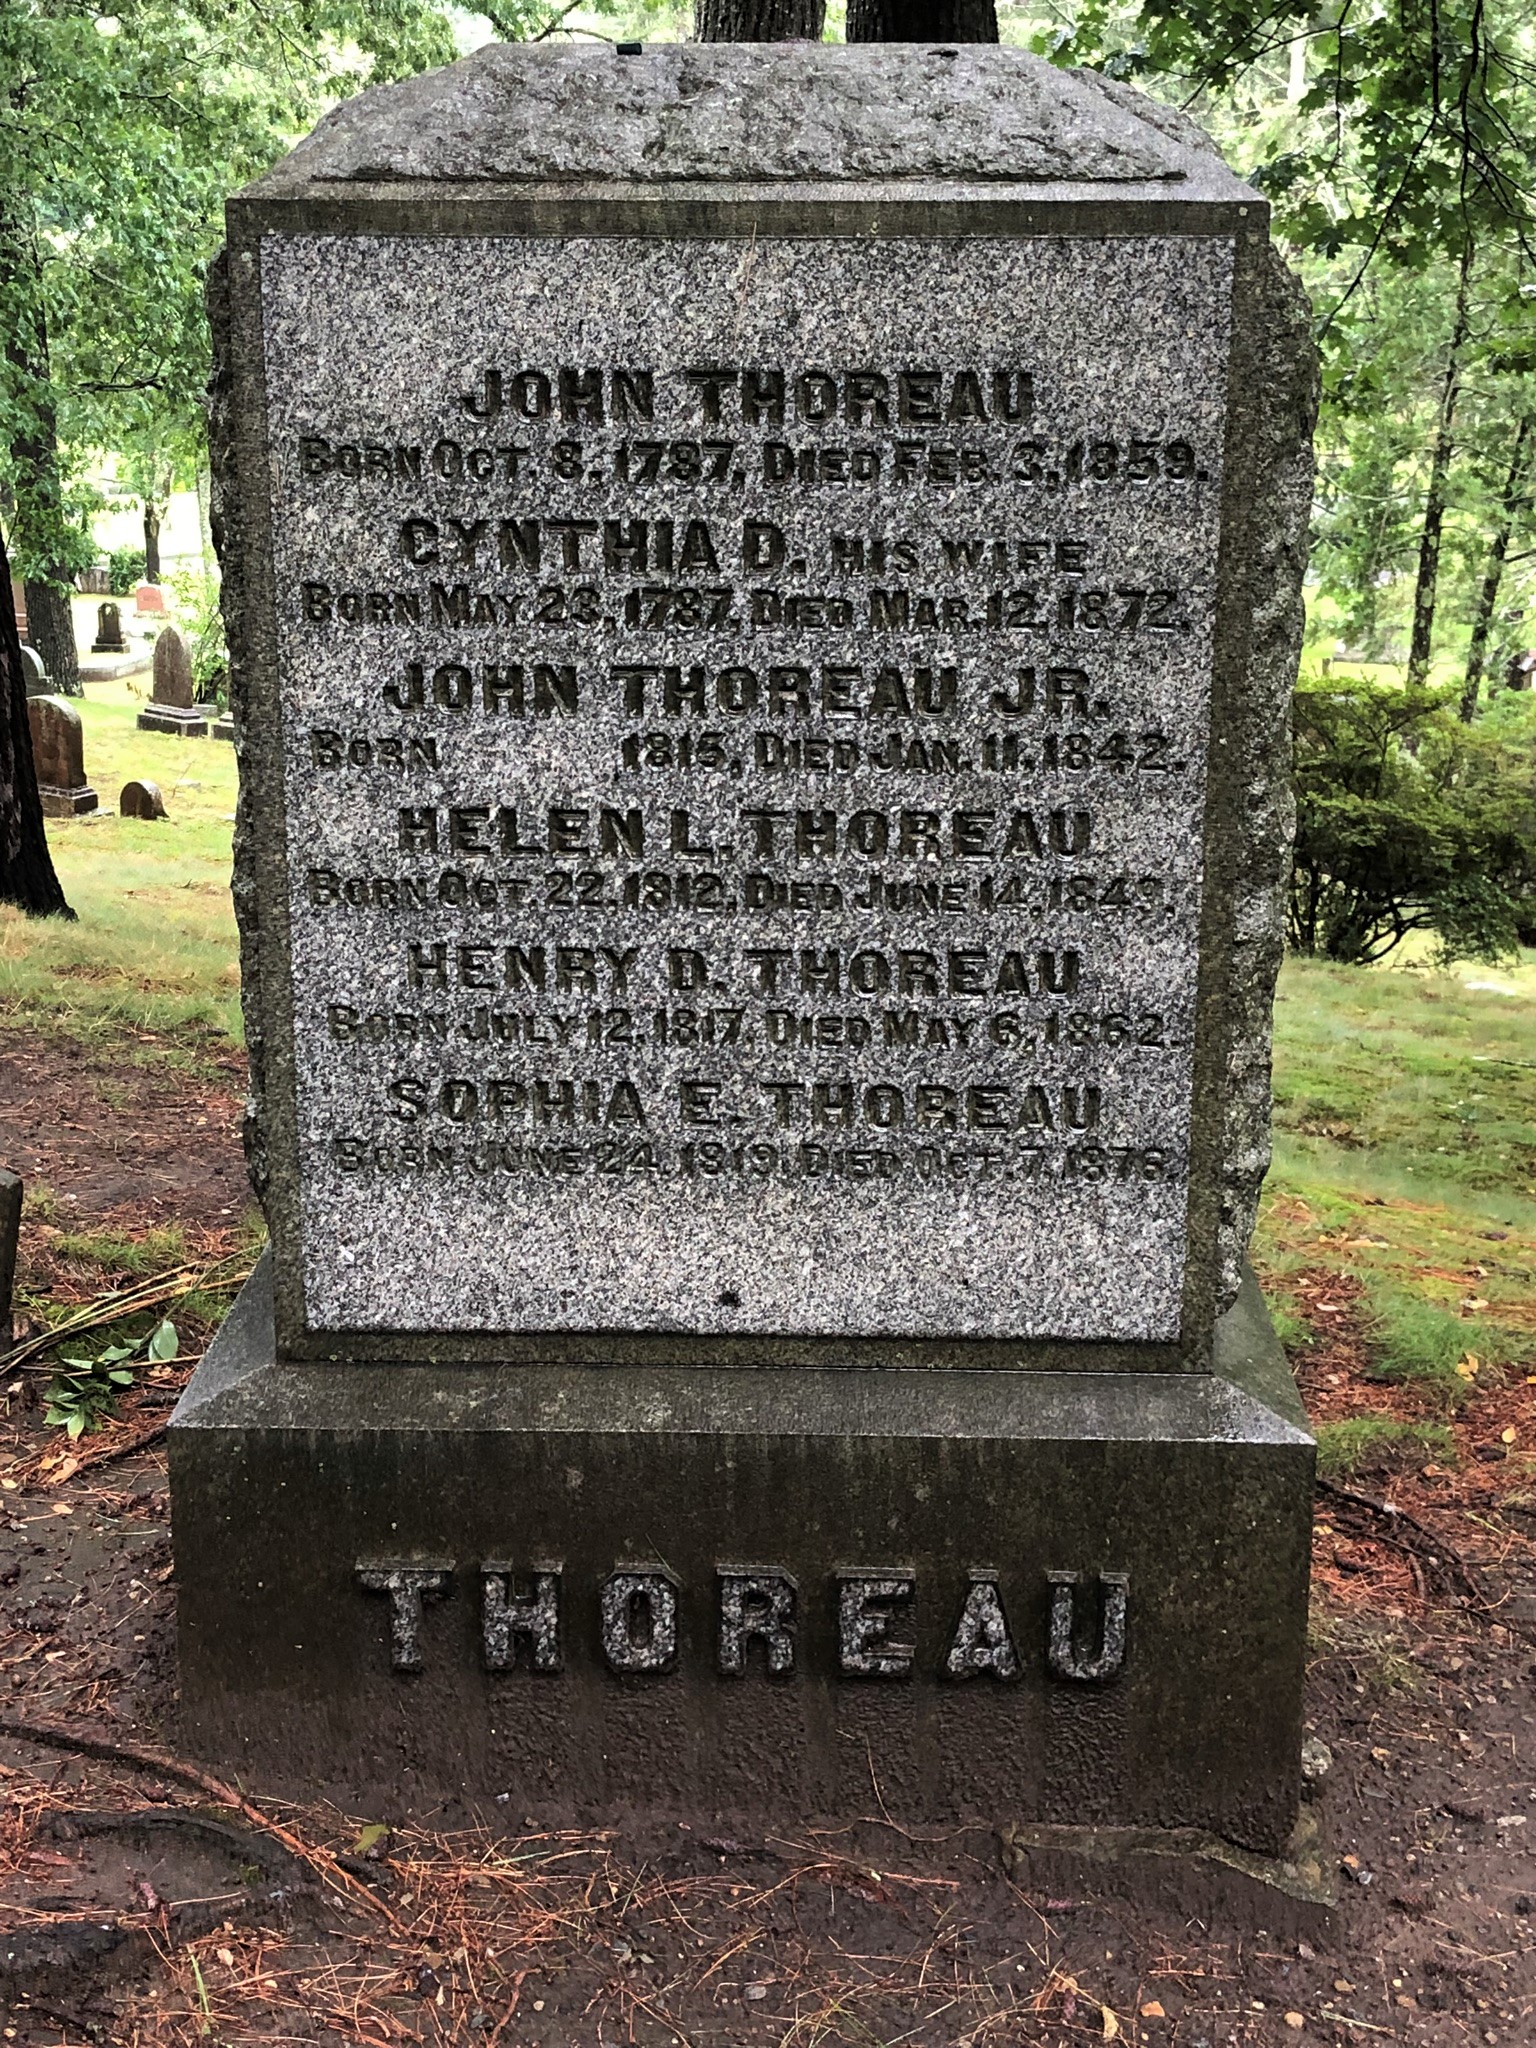 JOHN THOREAU
BORN OCT. 8, 1787, DIED FEB. 3, 1859.
CYNTHIA D. HIS WIFE
BORN MAY 28, 1787, DIED MAR. 12, 1872.
JOHN THOREAU JR.
BORN 1815, DIED JAN. 11, 1842.
HELEN L. THOREAU
BORN OCT. 22, 1812, DIED JUNE 14, 1849,
HENRY D. THOREAU
BORN JULY 12, 1817, DIED MAY 6, 1862.
SOPHIA E. THOREAU
BORN JUNE 24, 1819, DIED OCT. 7, 1876.
THOREAU